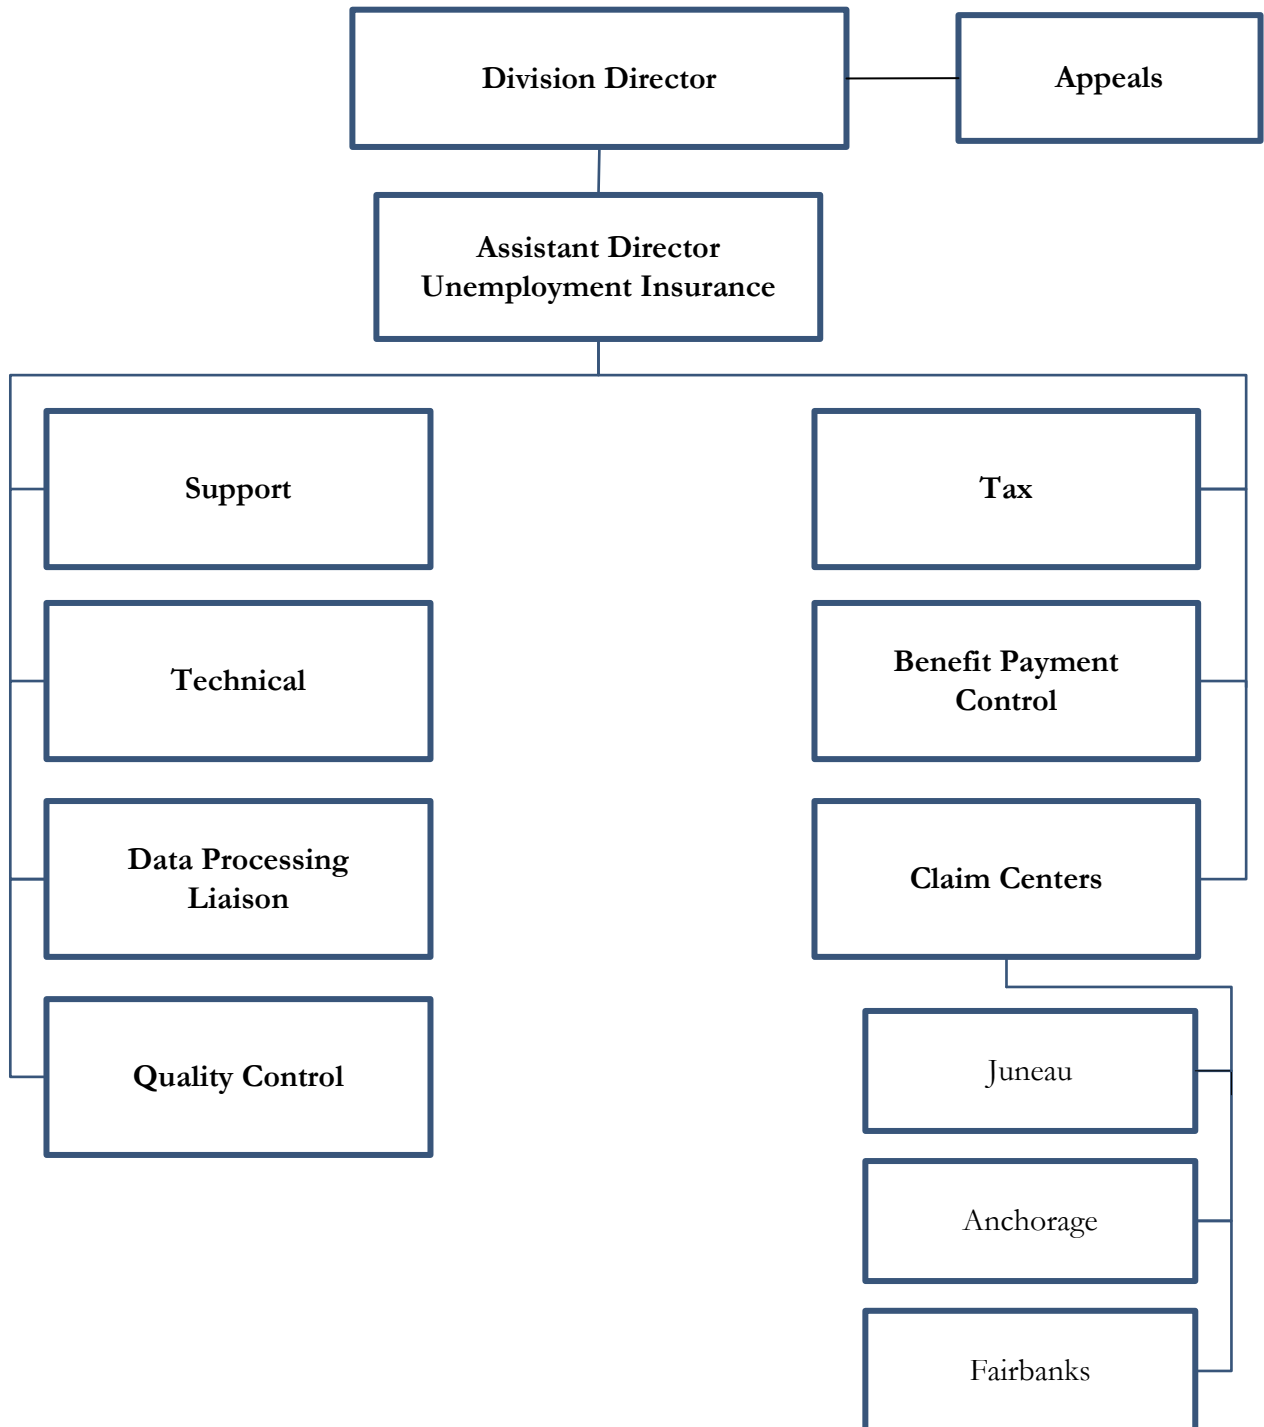 Division Director
Appeals
Assistant Director
Unemployment Insurance
Support
Tax
Technical
Benefit Payment
Control
Data Processing
Liaison
Claim Centers
Quality Control
Juneau
Anchorage
Fairbanks